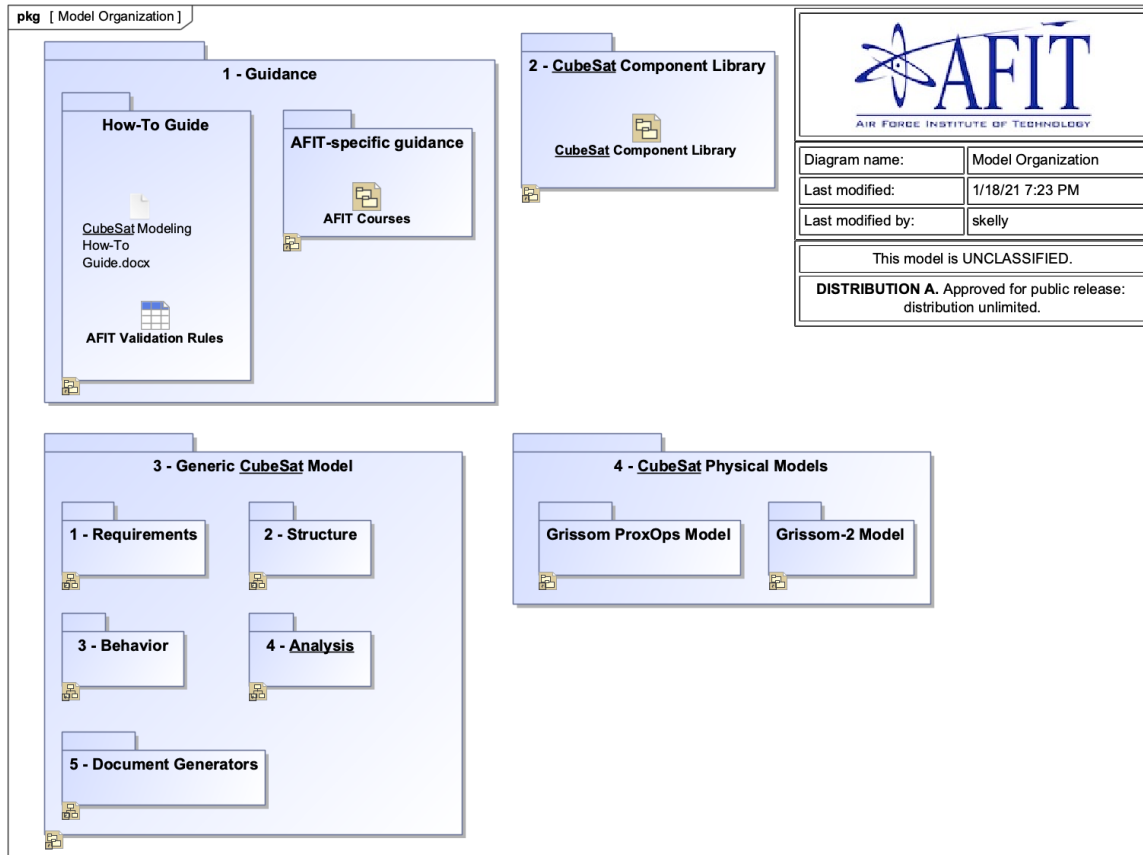 pkg [ Model Organization ]
1 - Guidance
How-To Guide
CubeSat Modeling
How-To
Guide.docx
AFIT Validation Rules
AFIT-specific guidance
AFIT Courses
2 - CubeSat Component Library
CubeSat Component Library
AFIT
AIR FORCE INSTITUTE OF TECHNOLOGY
Diagram name: Model Organization
Last modified: 1/18/21 7:23 PM
Last modified by: skelly
This model is UNCLASSIFIED.
DISTRIBUTION A. Approved for public release:
distribution unlimited.
3 - Generic CubeSat Model
1 - Requirements
2 - Structure
3 - Behavior
4 - Analysis
5 - Document Generators
4 - CubeSat Physical Models
Grissom ProxOps Model
Grissom-2 Model